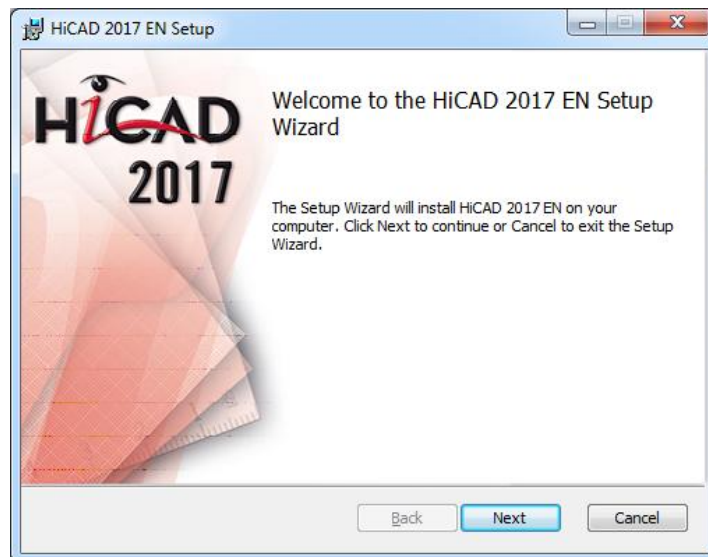 HiCAD 2017 EN Setup
HiCAD
2017
Welcome to the HiCAD 2017 EN Setup
Wizard
The Setup Wizard will install HiCAD 2017 EN on your
computer. Click Next to continue or Cancel to exit the Setup
Wizard.
Back Next Cancel